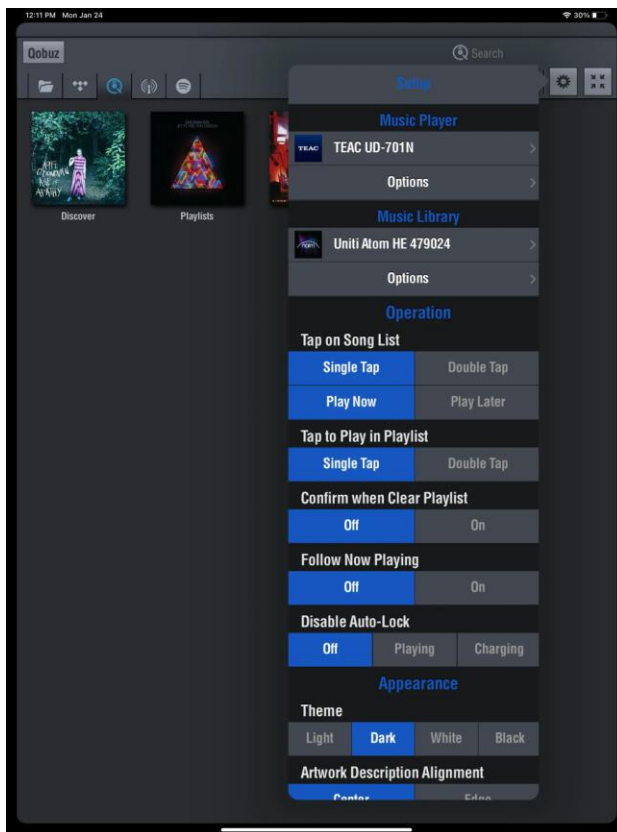 12:11 PM Mon Jan 24 30%
Qobuz
Search
Setup
Music Player
TEAC TEAC UD-701N
Options
Music Library
Uniti Atom HE 479024
Options
Operation
Tap on Song List
Single Tap Double Tap
Play Now Play Later
Tap to Play in Playlist
Single Tap Double Tap
Confirm when Clear Playlist
Off On
Follow Now Playing
Off On
Disable Auto-Lock
Off Playing Charging
Appearance
Theme
Light Dark White Black
Artwork Description Alignment
Center Edge
Discover Playlists